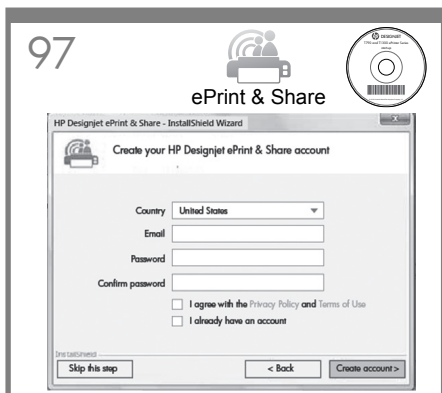 97
ePrint & Share
HP Designjet ePrint & Share - InstallShield Wizard
Create your HP Designjet ePrint & Share account
Country
United States
Email
Password
Confirm password
I agree with the Privacy Policy and Terms of Use
I already have an account
InstallShield
Skip this step
< Back
Create account >